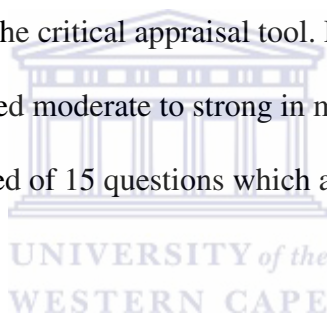 he critical appraisal tool.
ed moderate to strong in
ed of 15 questions which
UNIVERSITY of the
WESTERN CAPE